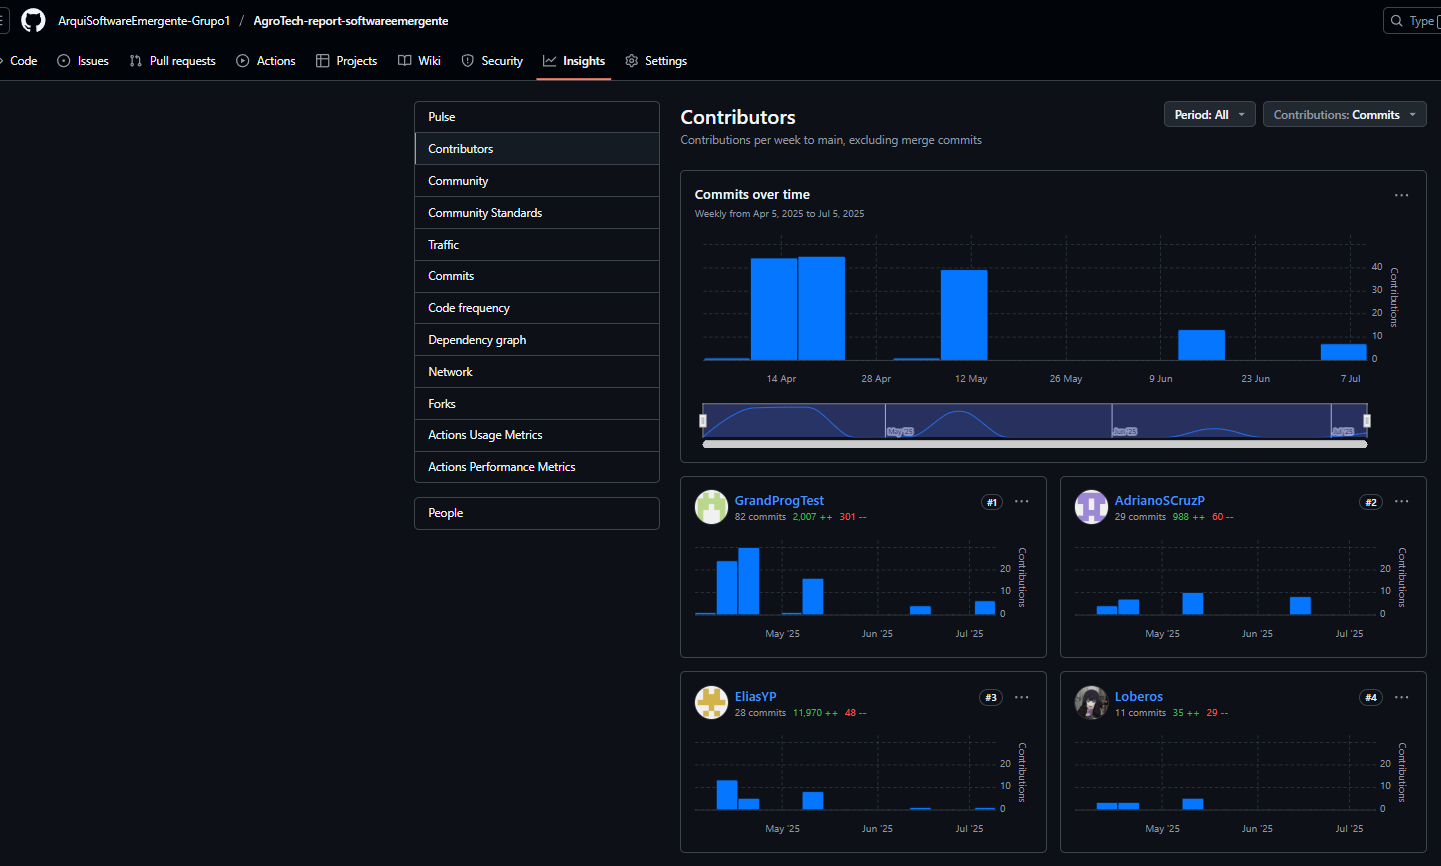 ArquiSoftwareEmergente-Grupo1 / AgroTech-report-softwareemergente
Type
Code Issues Pull requests Actions Projects Wiki Security Insights Settings
Pulse
Contributors
Community
Community Standards
Traffic
Commits
Code frequency
Dependency graph
Network
Forks
Actions Usage Metrics
Actions Performance Metrics
People
Contributors
Contributions per week to main, excluding merge commits
Period: All
Contributions: Commits
Commits over time
Weekly from Apr 5, 2025 to Jul 5, 2025
40
30
20
10
0
Contributions
14 Apr 28 Apr 12 May 26 May 9 Jun 23 Jun 7 Jul
May '25 Jun '25 Jul '25
GrandProgTest
82 commits 2,007 ++ 301 --
#1
20
10
0
Contributions
May '25 Jun '25 Jul '25
AdrianoSCruzP
29 commits 988 ++ 60 --
#2
20
10
0
Contributions
May '25 Jun '25 Jul '25
EliasYP
28 commits 11,970 ++ 48 --
#3
20
10
0
Contributions
May '25 Jun '25 Jul '25
Loberos
11 commits 35 ++ 29 --
#4
20
10
0
Contributions
May '25 Jun '25 Jul '25